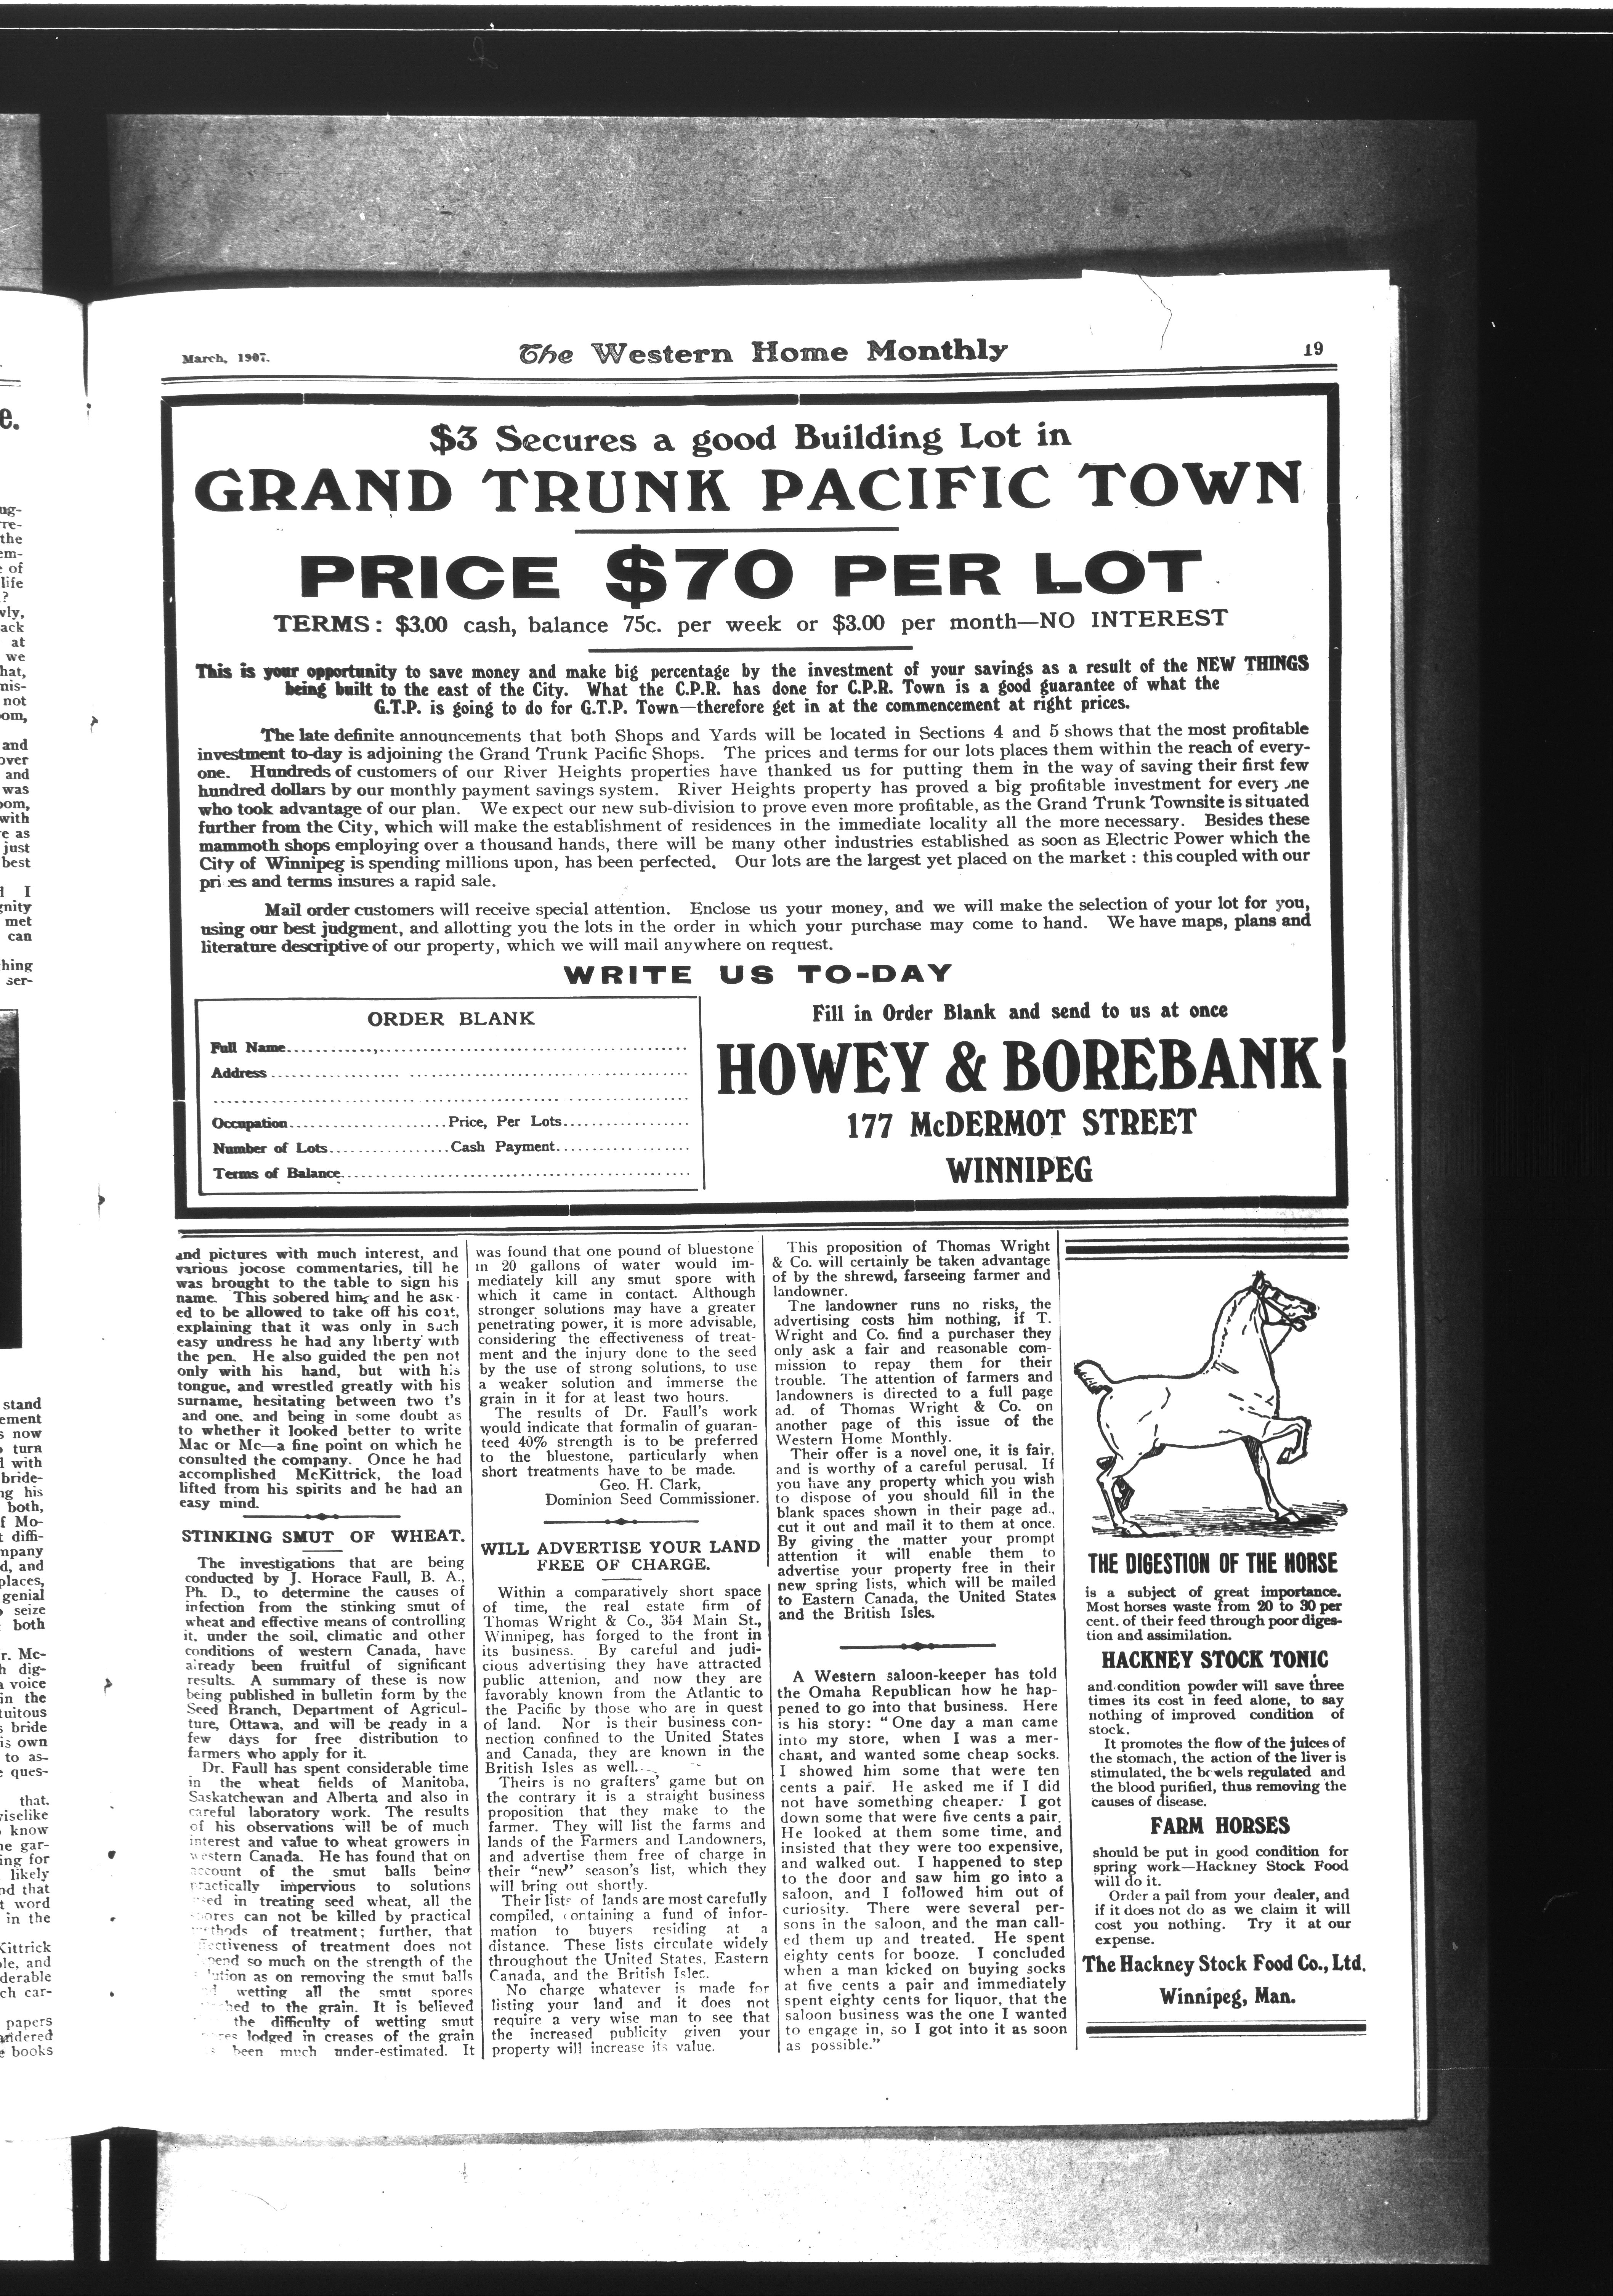 March, 1907.
The Western Home Monthly
19
$3 Secures a good Building Lot in
GRAND TRUNK PACIFIC TOWN
PRICE $70 PER LOT
TERMS: $3.00 cash, balance 75c. per week or $3.00 per month—NO INTEREST
This is your opportunity to save money and make big percentage by the investment of your savings as a result of the NEW THINGS
being built to the east of the City. What the C.P.R. has done for C.P.R. Town is a good guarantee of what the
G.T.P. is going to do for G.T.P. Town—therefore get in at the commencement at right prices.
The late definite announcements that both Shops and Yards will be located in Sections 4 and 5 shows that the most profitable
investment to-day is adjoining the Grand Trunk Pacific Shops. The prices and terms for our lots places them within the reach of every-
one. Hundreds of customers of our River Heights properties have thanked us for putting them in the way of saving their first few
hundred dollars by our monthly payment savings system. River Heights property has proved a big profitable investment for every ne
who took advantage of our plan. We expect our new sub-division to prove even more profitable, as the Grand Trunk Townsite is situated
further from the City, which will make the establishment of residences in the immediate locality all the more necessary. Besides these
mammoth shops employing over a thousand hands, there will be many other industries established as soon as Electric Power which the
City of Winnipeg is spending millions upon, has been perfected. Our lots are the largest yet placed on the market : this coupled with our
pri es and terms insures a rapid sale.
Mail order customers will receive special attention. Enclose us your money, and we will make the selection of your lot for you,
using our best judgment, and allotting you the lots in the order in which your purchase may come to hand. We have maps, plans and
literature descriptive of our property, which we will mail anywhere on request.
WRITE US TO-DAY
ORDER BLANK
Full Name
Address
Occupation Price, Per Lots
Number of Lots Cash Payment
Terms of Balance
Fill in Order Blank and send to us at once
HOWEY & BOREBANK
177 McDERMOT STREET
WINNIPEG
and pictures with much interest, and
various jocose commentaries, till he
was brought to the table to sign his
name. This sobered him, and he ask-
ed to be allowed to take off his coat,
explaining that it was only in such
easy undress he had any liberty with
the pen. He also guided the pen not
only with his hand, but with his
tongue, and wrestled greatly with his
surname, hesitating between two t's
and one, and being in some doubt as
to whether it looked better to write
Mac or Mc—a fine point on which he
consulted the company. Once he had
accomplished McKittrick, the load
lifted from his spirits and he had an
easy mind.
STINKING SMUT OF WHEAT.
The investigations that are being
conducted by J. Horace Faull, B. A.,
Ph. D., to determine the causes of
infection from the stinking smut of
wheat and effective means of controlling
it, under the soil, climatic and other
conditions of western Canada, have
already been fruitful of significant
results. A summary of these is now
being published in bulletin form by the
Seed Branch, Department of Agricul-
ture, Ottawa, and will be ready in a
few days for free distribution to
farmers who apply for it.
Dr. Faull has spent considerable time
in the wheat fields of Manitoba,
Saskatchewan and Alberta and also in
careful laboratory work. The results
of his observations will be of much
interest and value to wheat growers in
western Canada. He has found that on
account of the smut balls being
practically impervious to solutions
used in treating seed wheat, all the
spores can not be killed by practical
methods of treatment; further, that
effectiveness of treatment does not
depend so much on the strength of the
solution as on removing the smut balls
wetting all the smut spores
to the grain. It is believed
the difficulty of wetting smut
lodged in creases of the grain
been much under-estimated. It
was found that one pound of bluestone
in 20 gallons of water would im-
mediately kill any smut spore with
which it came in contact. Although
stronger solutions may have a greater
penetrating power, it is more advisable,
considering the effectiveness of treat-
ment and the injury done to the seed
by the use of strong solutions, to use
a weaker solution and immerse the
grain in it for at least two hours.
The results of Dr. Faull's work
would indicate that formalin of guaran-
teed 40% strength is to be preferred
to the bluestone, particularly when
short treatments have to be made.
Geo. H. Clark,
Dominion Seed Commissioner.
WILL ADVERTISE YOUR LAND
FREE OF CHARGE.
Within a comparatively short space
of time, the real estate firm of
Thomas Wright & Co., 354 Main St.,
Winnipeg, has forged to the front in
its business. By careful and judi-
cious advertising they have attracted
public attenion, and now they are
favorably known from the Atlantic to
the Pacific by those who are in quest
of land. Nor is their business con-
nection confined to the United States
and Canada, they are known in the
British Isles as well.
Theirs is no grafters' game but on
the contrary it is a straight business
proposition that they make to the
farmer. They will list the farms and
lands of the Farmers and Landowners,
and advertise them free of charge in
their "new" season's list, which they
will bring out shortly.
Their lists of lands are most carefully
compiled, containing a fund of infor-
mation to buyers residing at a
distance. These lists circulate widely
throughout the United States, Eastern
Canada, and the British Isles.
No charge whatever is made for
listing your land and it does not
require a very wise man to see that
the increased publicity given your
property will increase its value.
This proposition of Thomas Wright
& Co. will certainly be taken advantage
of by the shrewd, farseeing farmer and
landowner.
The landowner runs no risks, the
advertising costs him nothing, if T.
Wright and Co. find a purchaser they
only ask a fair and reasonable com-
mission to repay them for their
trouble. The attention of farmers and
landowners is directed to a full page
ad. of Thomas Wright & Co. on
another page of this issue of the
Western Home Monthly.
Their offer is a novel one, it is fair,
and is worthy of a careful perusal. If
you have any property which you wish
to dispose of you should fill in the
blank spaces shown in their page ad.,
cut it out and mail it to them at once.
By giving the matter your prompt
attention it will enable them to
advertise your property free in their
new spring lists, which will be mailed
to Eastern Canada, the United States
and the British Isles.
A Western saloon-keeper has told
the Omaha Republican how he hap-
pened to go into that business. Here
is his story: "One day a man came
into my store, when I was a mer-
chant, and wanted some cheap socks.
I showed him some that were ten
cents a pair. He asked me if I did
not have something cheaper. I got
down some that were five cents a pair.
He looked at them some time, and
insisted that they were too expensive,
and walked out. I happened to step
to the door and saw him go into a
saloon, and I followed him out of
curiosity. There were several per-
sons in the saloon, and the man call-
ed them up and treated. He spent
eighty cents for booze. I concluded
when a man kicked on buying socks
at five cents a pair and immediately
spent eighty cents for liquor, that the
saloon business was the one I wanted
to engage in, so I got into it as soon
as possible."
THE DIGESTION OF THE HORSE
is a subject of great importance.
Most horses waste from 20 to 30 per
cent. of their feed through poor diges-
tion and assimilation.
HACKNEY STOCK TONIC
and condition powder will save three
times its cost in feed alone, to say
nothing of improved condition of
stock.
It promotes the flow of the juices of
the stomach, the action of the liver is
stimulated, the bowels regulated and
the blood purified, thus removing the
causes of disease.
FARM HORSES
should be put in good condition for
spring work—Hackney Stock Food
will do it.
Order a pail from your dealer, and
if it does not do as we claim it will
cost you nothing. Try it at our
expense.
The Hackney Stock Food Co., Ltd.
Winnipeg, Man.